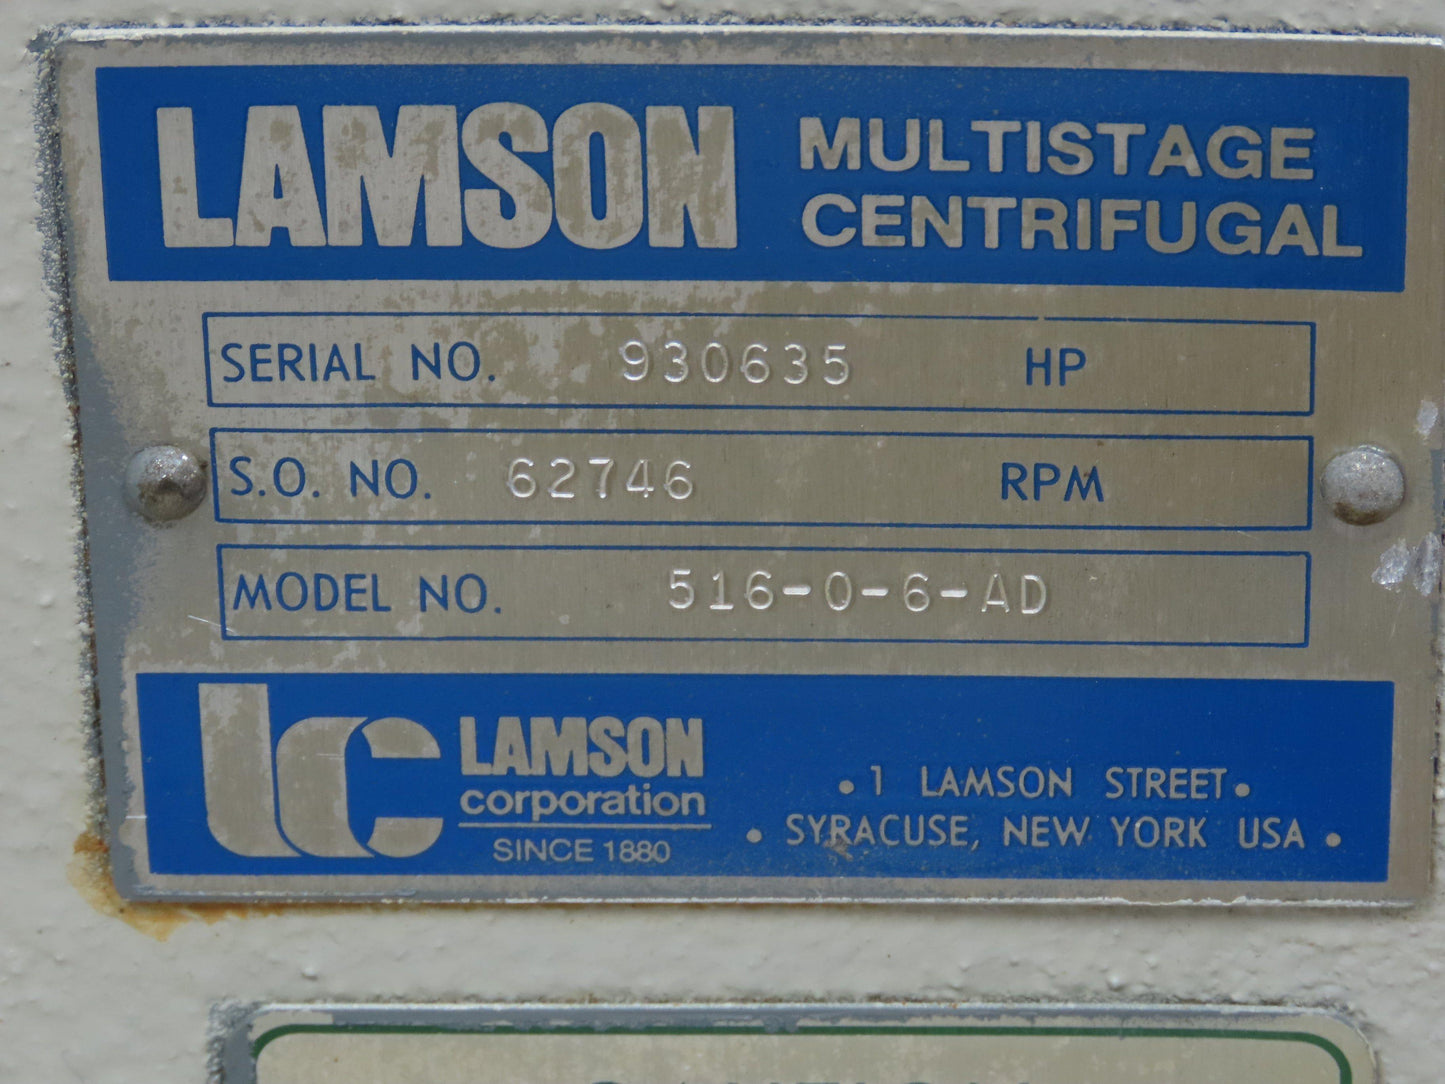 LAMSON MULTISTAGE
CENTRIFUGAL
SERIAL NO. 930635 HP
S.O. NO. 62746 RPM
MODEL NO. 516-0-6-AD
LC LAMSON
corporation
SINCE 1880
• 1 LAMSON STREET •
• SYRACUSE, NEW YORK USA •